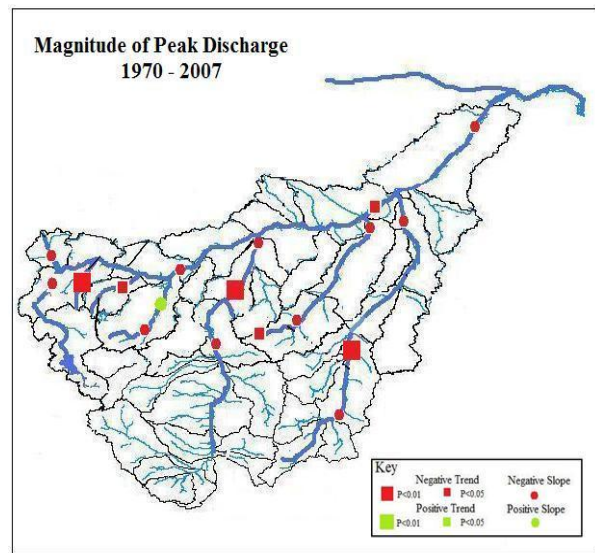 Magnitude of Peak Discharge
1970 - 2007
Key
Negative Trend Negative Slope
P<0.01 P<0.05
Positive Trend Positive Slope
P<0.01 P<0.05